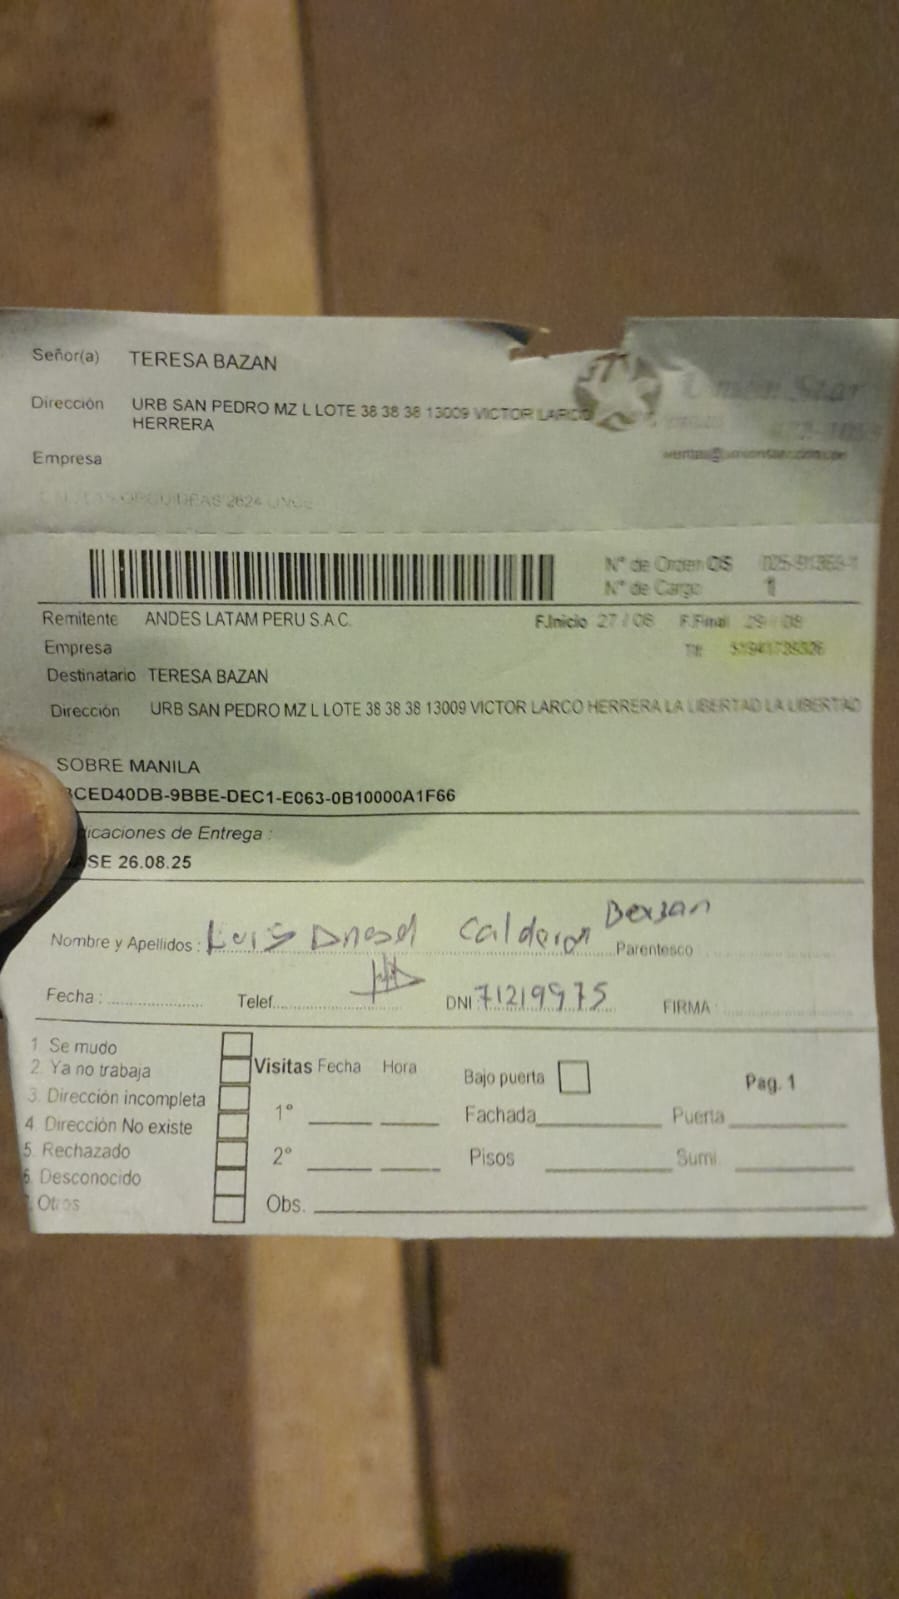 Señor(a) TERESA BAZAN
Dirección URB SAN PEDRO MZ L LOTE 38 38 38 13009 VICTOR LARCO
HERRERA
Empresa
Remitente ANDES LATAM PERU S.A.C.
N° de Orden OS
N° de Cargo 1
F.Inicio 27 / 08 F.Final 29 / 08
Empresa
Tlf:
Destinatario TERESA BAZAN
Dirección URB SAN PEDRO MZ L LOTE 38 38 38 13009 VICTOR LARCO HERRERA LA LIBERTAD LA LIBERTAD
SOBRE MANILA
CED40DB-9BBE-DEC1-E063-0B10000A1F66
icaciones de Entrega :
SE 26.08.25
Nombre y Apellidos : Luis Calderon
Parentesco
Fecha : Telef. DNI 71219975 FIRMA :
1 Se mudo
2. Ya no trabaja
3. Dirección incompleta
4. Dirección No existe
5. Rechazado
6. Desconocido
Otros
Visitas Fecha Hora
1°
2°
Obs.
Bajo puerta Pag. 1
Fachada Puerta
Pisos Sumi.